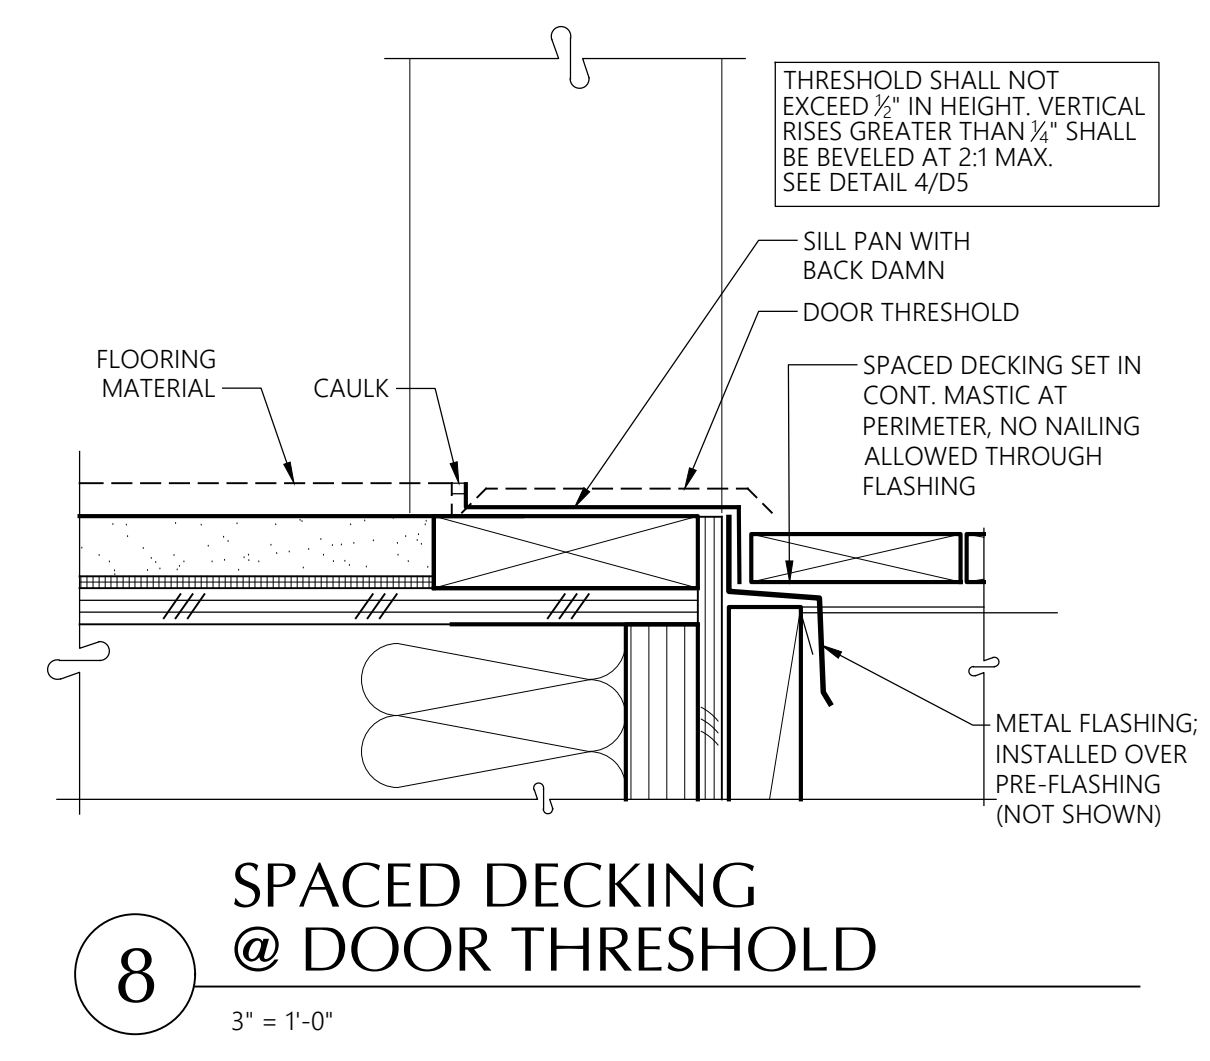 THRESHOLD SHALL NOT
EXCEED ½" IN HEIGHT. VERTICAL
RISES GREATER THAN ¼" SHALL
BE BEVELED AT 2:1 MAX.
SEE DETAIL 4/D5
SILL PAN WITH
BACK DAMN
DOOR THRESHOLD
FLOORING
MATERIAL
CAULK
SPACED DECKING SET IN
CONT. MASTIC AT
PERIMETER, NO NAILING
ALLOWED THROUGH
FLASHING
METAL FLASHING;
INSTALLED OVER
PRE-FLASHING
(NOT SHOWN)
SPACED DECKING
@ DOOR THRESHOLD
8
3" = 1'-0"